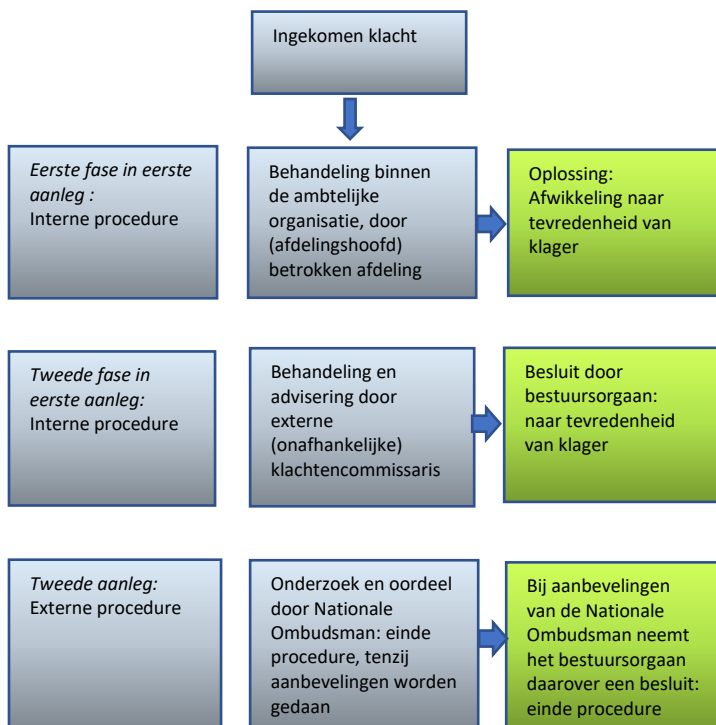 Ingekomen klacht
Eerste fase in eerste
aanleg :
Interne procedure
Behandeling binnen
de ambtelijke
organisatie, door
(afdelingshoofd)
betrokken afdeling
Oplossing:
Afwikkeling naar
tevredenheid van
klager
Tweede fase in
eerste aanleg:
Interne procedure
Behandeling en
advisering door
externe
(onafhankelijke)
klachtencommissaris
Besluit door
bestuursorgaan:
naar tevredenheid
van klager
Tweede aanleg:
Externe procedure
Onderzoek en oordeel
door Nationale
Ombudsman: einde
procedure, tenzij
aanbevelingen worden
gedaan
Bij aanbevelingen
van de Nationale
Ombudsman neemt
het bestuursorgaan
daarover een besluit:
einde procedure